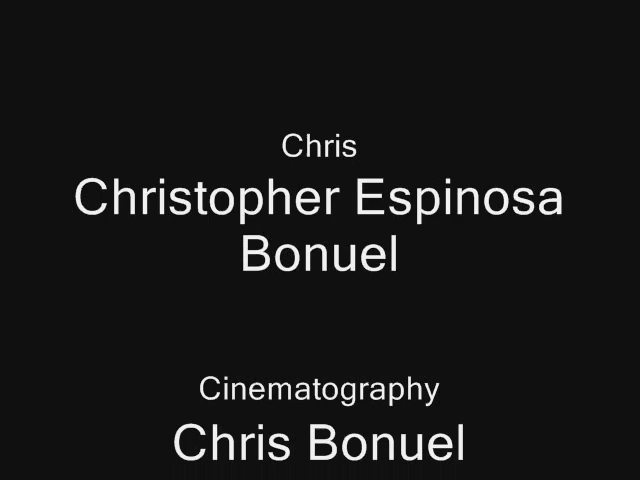 Chris
Christopher Espinosa
Bonuel
Cinematography
Chris Bonuel